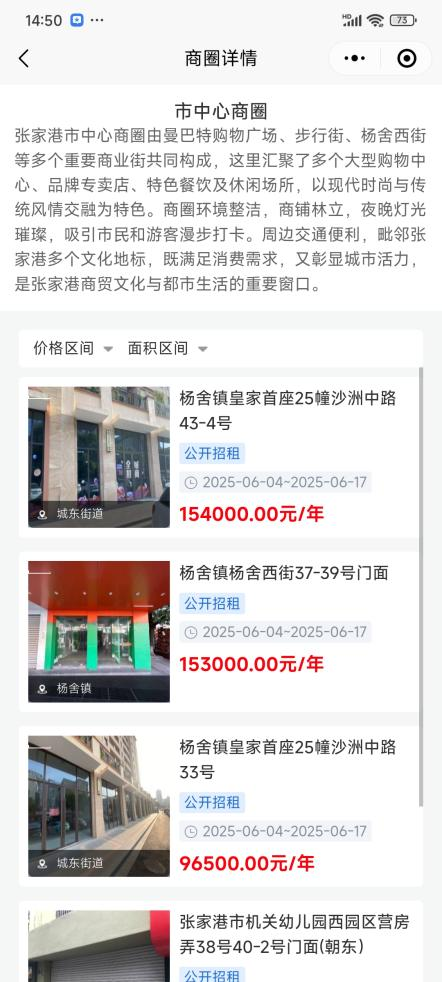 14:50
HD
73
商圈详情
市中心商圈
张家港市中心商圈由曼巴特购物广场、步行街、杨舍西街
等多个重要商业街共同构成，这里汇聚了多个大型购物中
心、品牌专卖店、特色餐饮及休闲场所，以现代时尚与传
统风情交融为特色。商圈环境整洁，商铺林立，夜晚灯光
璀璨，吸引市民和游客漫步打卡。周边交通便利，毗邻张
家港多个文化地标，既满足消费需求，又彰显城市活力，
是张家港商贸文化与都市生活的重要窗口。
价格区间 面积区间
杨舍镇皇家首座25幢沙洲中路
43-4号
公开招租
2025-06-04~2025-06-17
154000.00元/年
城东街道
杨舍镇杨舍西街37-39号门面
公开招租
2025-06-04~2025-06-17
153000.00元/年
杨舍镇
杨舍镇皇家首座25幢沙洲中路
33号
公开招租
2025-06-04~2025-06-17
96500.00元/年
城东街道
张家港市机关幼儿园西园区营房
弄38号40-2号门面(朝东）
公开招租